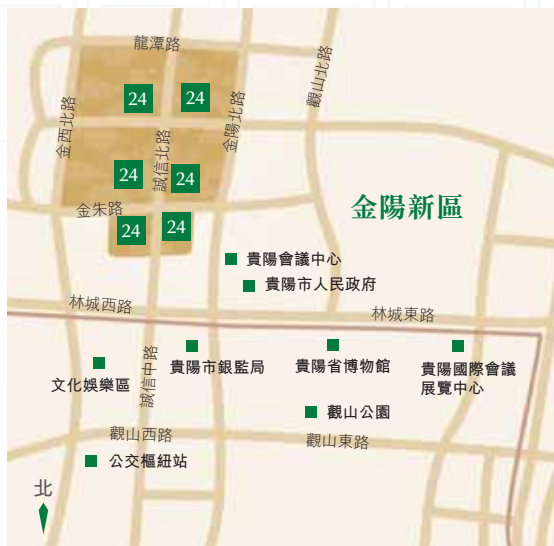 龍潭路
觀山北路
24
24
金西北路
金陽北路
誠信北路
24
24
金朱路
24
24
金陽新區
貴陽會議中心
貴陽市人民政府
林城西路
林城東路
貴陽市銀監局
貴陽省博物館
貴陽國際會議
展覽中心
文化娛樂區
誠信中路
觀山公園
觀山西路
觀山東路
公交樞紐站
北